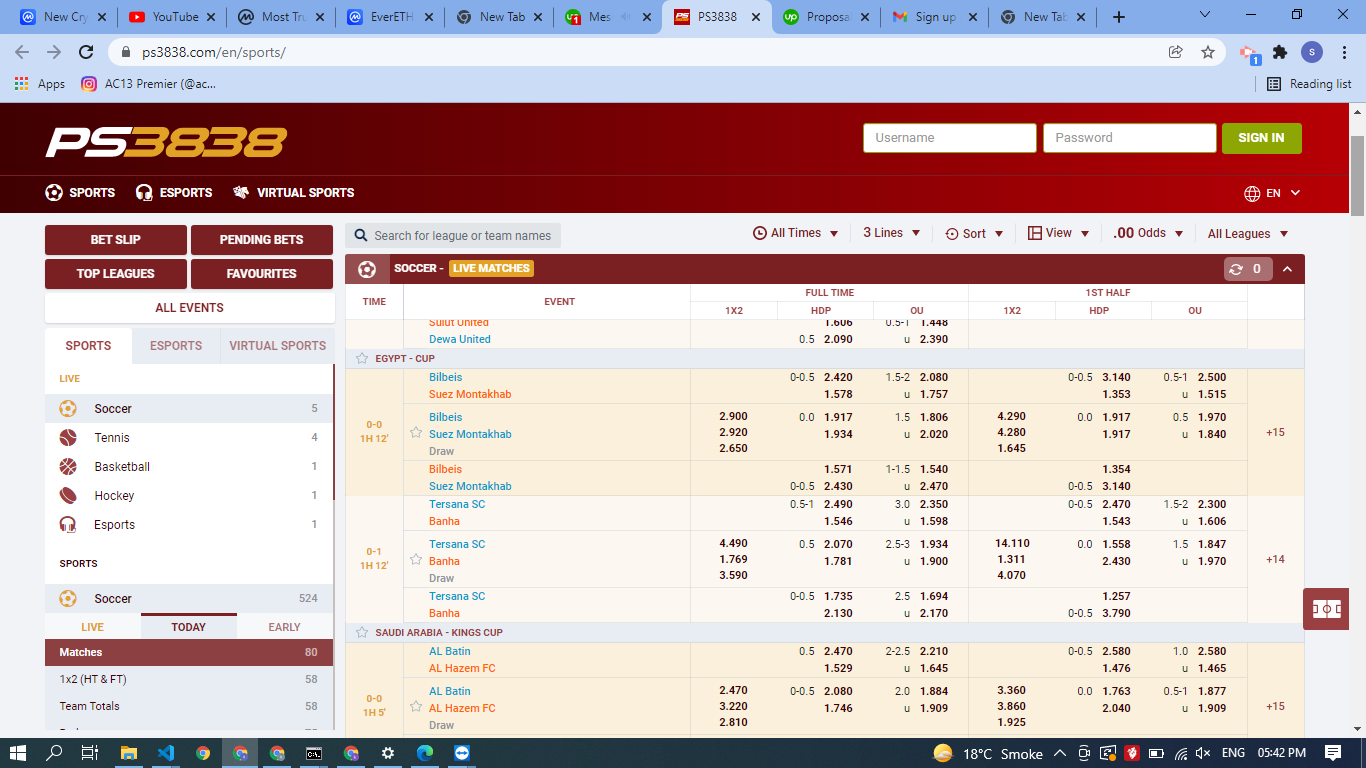 New Cry
YouTube
Most Tru
EverETH
New Tab
Mes
PS3838
Proposal
Sign up
New Tab
ps3838.com/en/sports/
Apps
AC13 Premier (@ac...
Reading list
PS3838
Username
Password
SIGN IN
SPORTS
ESPORTS
VIRTUAL SPORTS
EN
BET SLIP
PENDING BETS
TOP LEAGUES
FAVOURITES
ALL EVENTS
SPORTS
ESPORTS
VIRTUAL SPORTS
LIVE
Soccer 5
Tennis 4
Basketball 1
Hockey 1
Esports 1
SPORTS
Soccer 524
LIVE TODAY EARLY
Matches 80
1x2 (HT & FT) 58
Team Totals 58
Search for league or team names
All Times
3 Lines
Sort
View
.00 Odds
All Leagues
SOCCER - LIVE MATCHES
0
TIME EVENT FULL TIME 1ST HALF
1X2 HDP OU 1X2 HDP OU
Sulut United 1.606 0.5-1 1.448
Dewa United 0.5 2.090 u 2.390
EGYPT - CUP
Bilbeis 0-0.5 2.420 1.5-2 2.080 0-0.5 3.140 0.5-1 2.500
Suez Montakhab 1.578 u 1.757 1.353 u 1.515
0-0
1H 12'
Bilbeis 2.900 0.0 1.917 1.5 1.806 4.290 0.0 1.917 0.5 1.970
Suez Montakhab 2.920 1.934 u 2.020 4.280 1.917 u 1.840
Draw 2.650 1.645
+15
Bilbeis 1.571 1-1.5 1.540 1.354
Suez Montakhab 0-0.5 2.430 u 2.470 0-0.5 3.140
Tersana SC 0.5-1 2.490 3.0 2.350 0-0.5 2.470 1.5-2 2.300
Banha 1.546 u 1.598 1.543 u 1.606
0-1
1H 12'
Tersana SC 4.490 0.5 2.070 2.5-3 1.934 14.110 0.0 1.558 1.5 1.847
Banha 1.769 1.781 u 1.900 1.311 2.430 u 1.970
Draw 3.590 4.070
+14
Tersana SC 0-0.5 1.735 2.5 1.694 1.257
Banha 2.130 u 2.170 0-0.5 3.790
SAUDI ARABIA - KINGS CUP
AL Batin 0.5 2.470 2-2.5 2.210 0-0.5 2.580 1.0 2.580
AL Hazem FC 1.529 u 1.645 1.476 u 1.465
0-0
1H 5'
AL Batin 2.470 0-0.5 2.080 2.0 1.884 3.360 0.0 1.763 0.5-1 1.877
AL Hazem FC 3.220 1.746 u 1.909 3.860 2.040 u 1.909
Draw 2.810 1.925
+15
18°C Smoke
ENG
05:42 PM